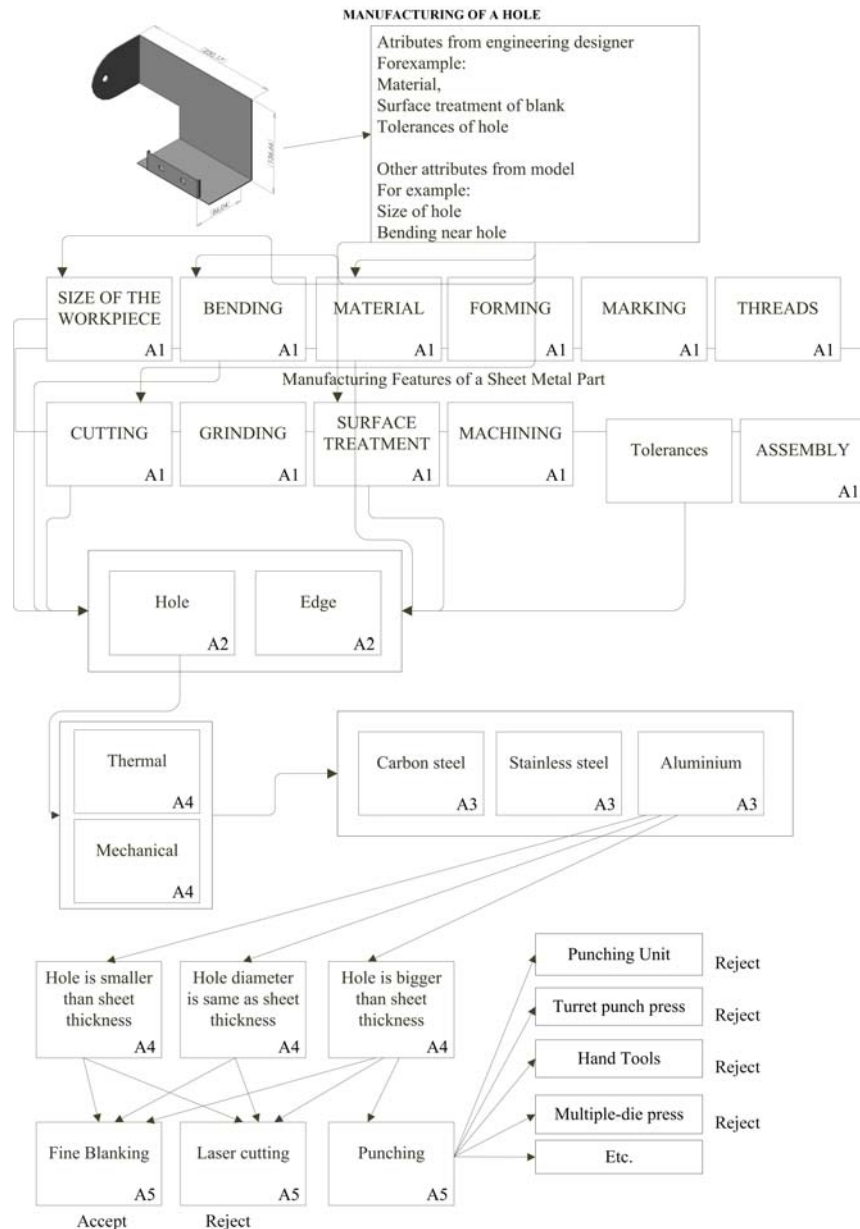 MANUFACTURING OF A HOLE
Atributes from engineering designer
Forexample:
Material,
Surface treatment of blank
Tolerances of hole
Other attributes from model
For example:
Size of hole
Bending near hole
SIZE OF THE
WORKPIECE
A1
BENDING
A1
MATERIAL
A1
FORMING
A1
MARKING
A1
THREADS
A1
Manufacturing Features of a Sheet Metal Part
CUTTING
A1
GRINDING
A1
SURFACE
TREATMENT
A1
MACHINING
A1
Tolerances
ASSEMBLY
A1
Hole
A2
Edge
A2
Thermal
A4
Mechanical
A4
Carbon steel
A3
Stainless steel
A3
Aluminium
A3
Hole is smaller
than sheet
thickness
A4
Hole diameter
is same as sheet
thickness
A4
Hole is bigger
than sheet
thickness
A4
Punching Unit
Reject
Turret punch press
Reject
Hand Tools
Reject
Multiple-die press
Reject
Etc.
Fine Blanking
A5
Laser cutting
A5
Punching
A5
Accept
Reject